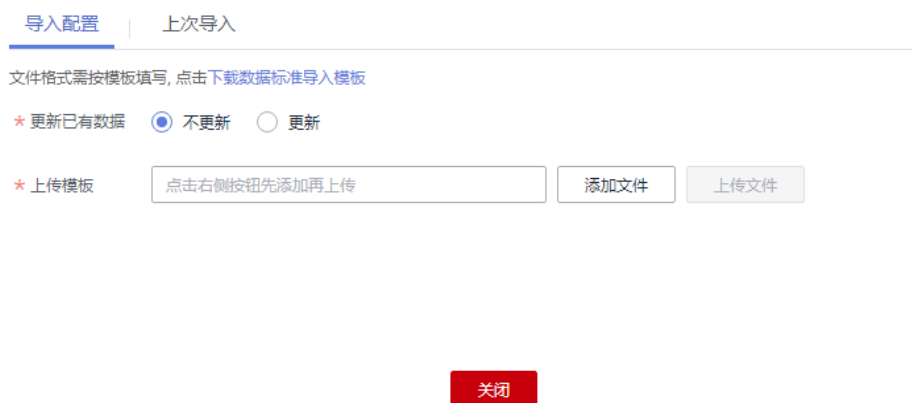 导入配置 上次导入
文件格式需按模板填写, 点击下载数据标准导入模板
* 更新已有数据 不更新 更新
* 上传模板 点击右侧按钮先添加再上传 添加文件 上传文件
关闭